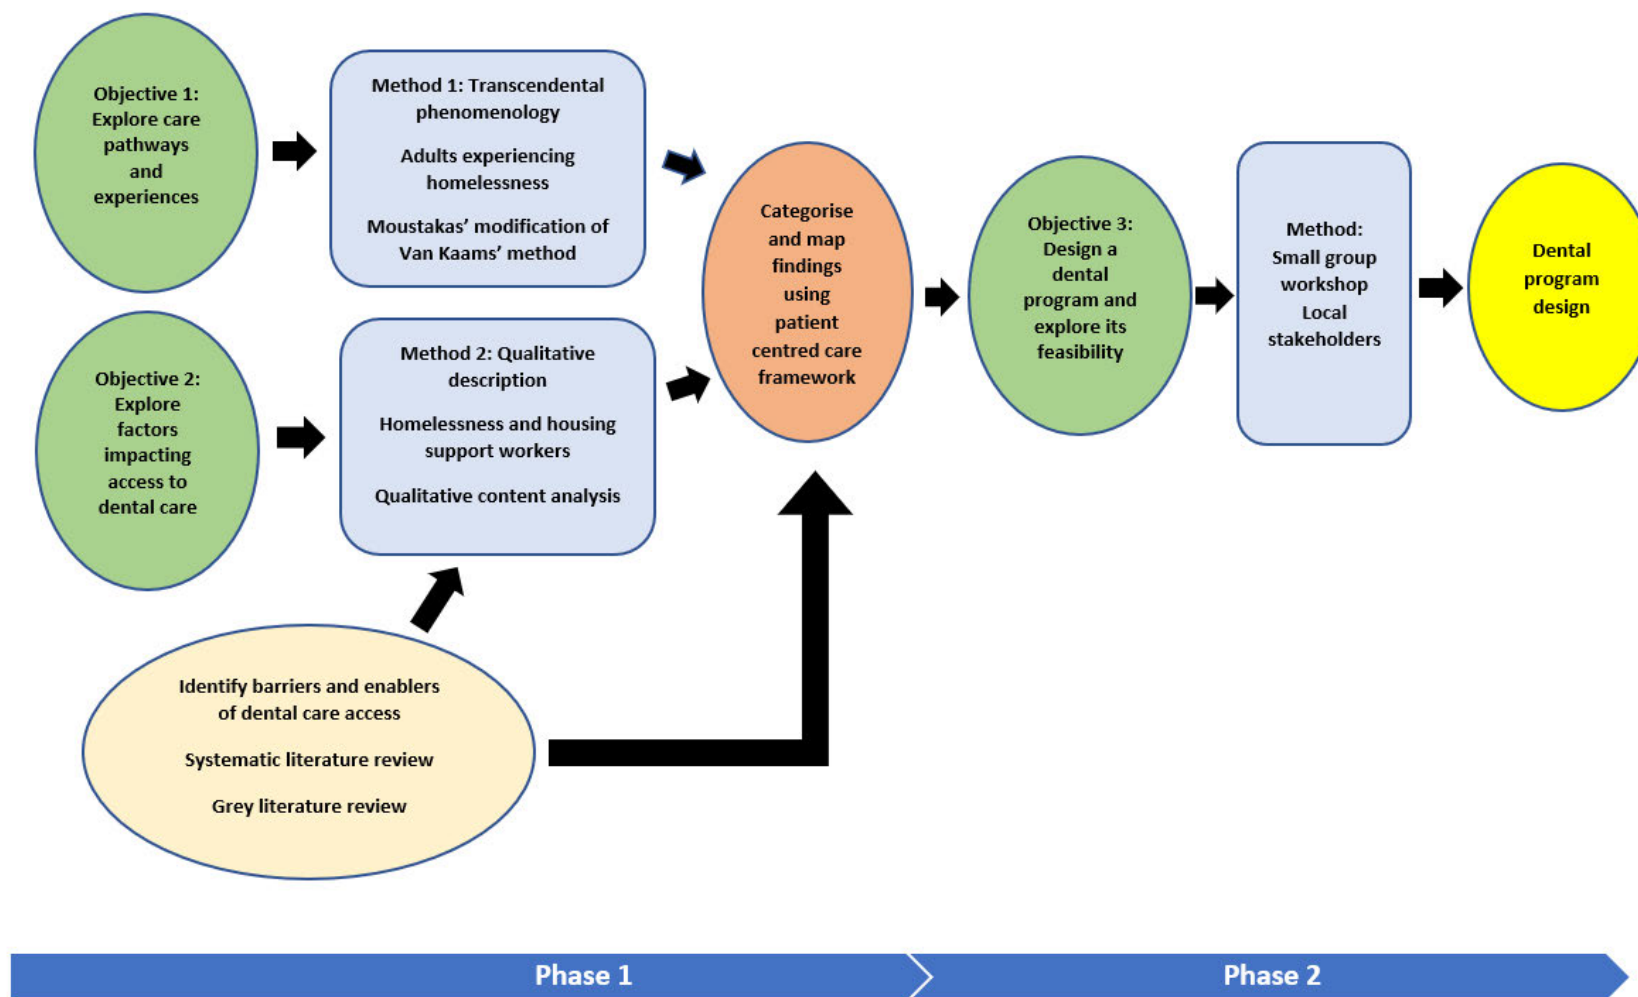 Objective 1:
Explore care
pathways
and
experiences
Method 1: Transcendental
phenomenology
Adults experiencing
homelessness
Moustakas’ modification of
Van Kaams’ method
Objective 2:
Explore
factors
impacting
access to
dental care
Method 2: Qualitative
description
Homelessness and housing
support workers
Qualitative content analysis
Identify barriers and enablers
of dental care access
Systematic literature review
Grey literature review
Categorise
and map
findings
using
patient
centred care
framework
Objective 3:
Design a
dental
program and
explore its
feasibility
Method:
Small group
workshop
Local
stakeholders
Dental
program
design
Phase 1
Phase 2